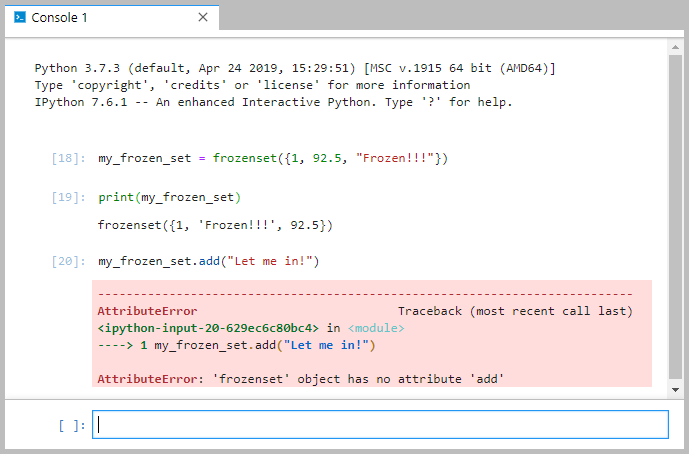 Console 1
Python 3.7.3 (default, Apr 24 2019, 15:29:51) [MSC v.1915 64 bit (AMD64)]
Type 'copyright', 'credits' or 'license' for more information
IPython 7.6.1 -- An enhanced Interactive Python. Type '?' for help.
[18]: my_frozen_set = frozenset({1, 92.5, "Frozen!!!"})
[19]: print(my_frozen_set)
frozenset({1, 'Frozen!!!', 92.5})
[20]: my_frozen_set.add("Let me in!")
---------------------------------------------------------------------------
AttributeError                            Traceback (most recent call last)
<ipython-input-20-629ec6c80bc4> in <module>
----> 1 my_frozen_set.add("Let me in!")
AttributeError: 'frozenset' object has no attribute 'add'
[ ]: